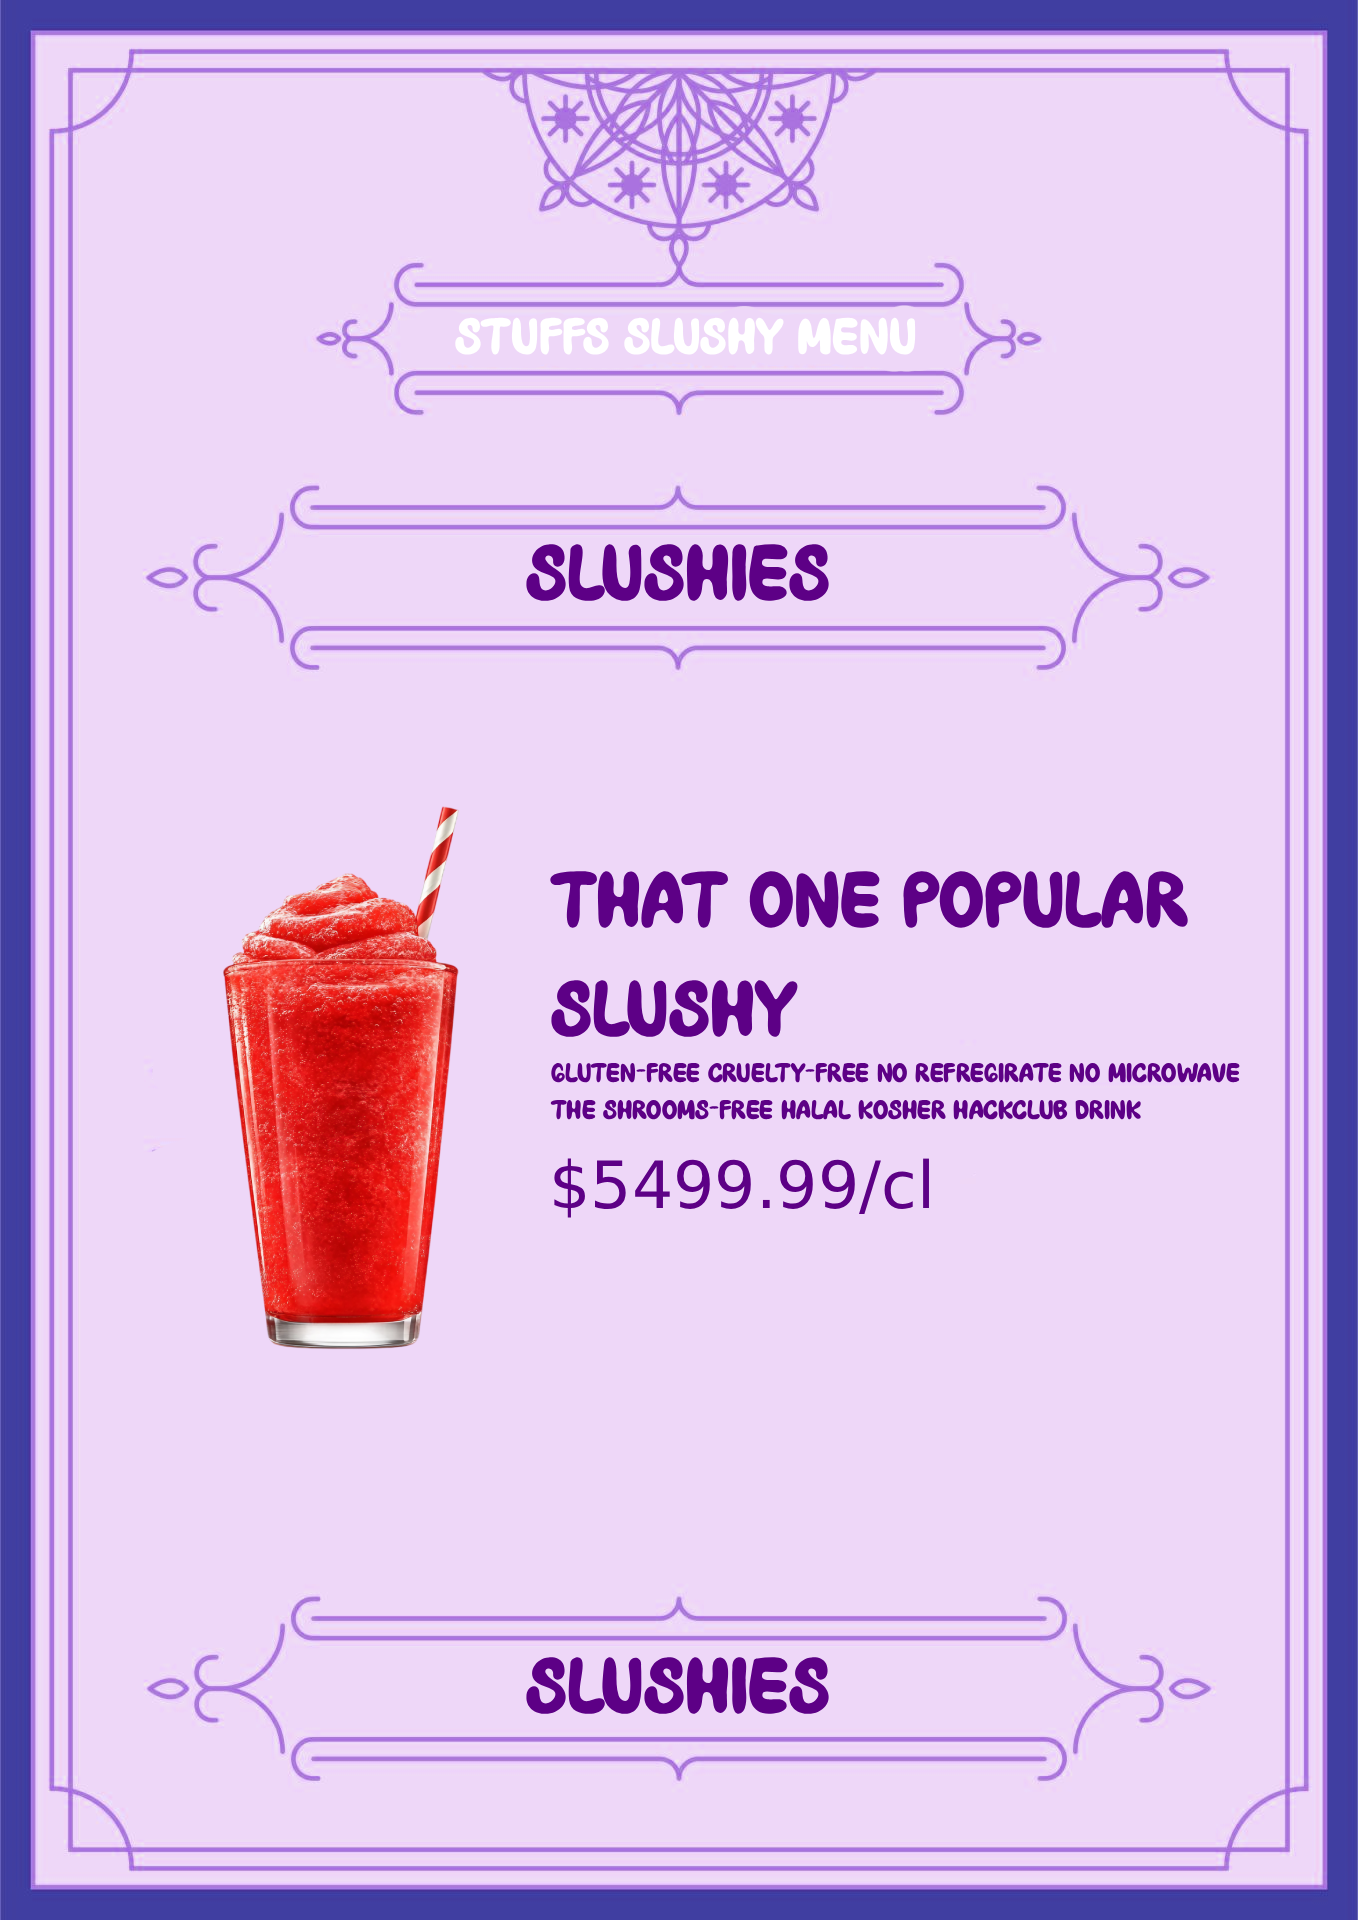 STUFFS SLUSHY MENU
SLUSHIES
THAT ONE POPULAR
SLUSHY
GLUTEN-FREE CRUELTY-FREE NO REFREGIRATE NO MICROWAVE
THE SHROOMS-FREE HALAL KOSHER HACKCLUB DRINK
$5499.99/cl
SLUSHIES